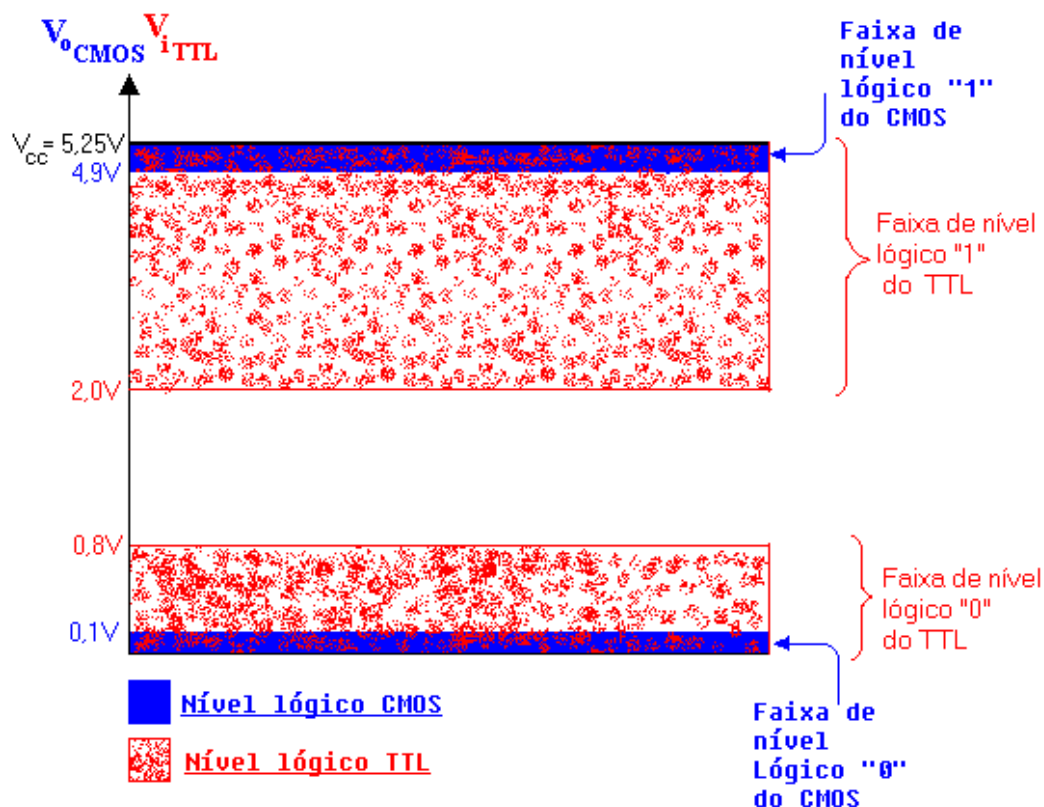 VoCMOS ViTTL
Faixa de
nível
lógico "1"
do CMOS
Vcc= 5,25V
4,9V
Faixa de nível
lógico "1"
do TTL
2,0V
0,8V
Faixa de nível
lógico "0"
do TTL
0,1V
Nível lógico CMOS
Nível lógico TTL
Faixa de
nível
Lógico "0"
do CMOS